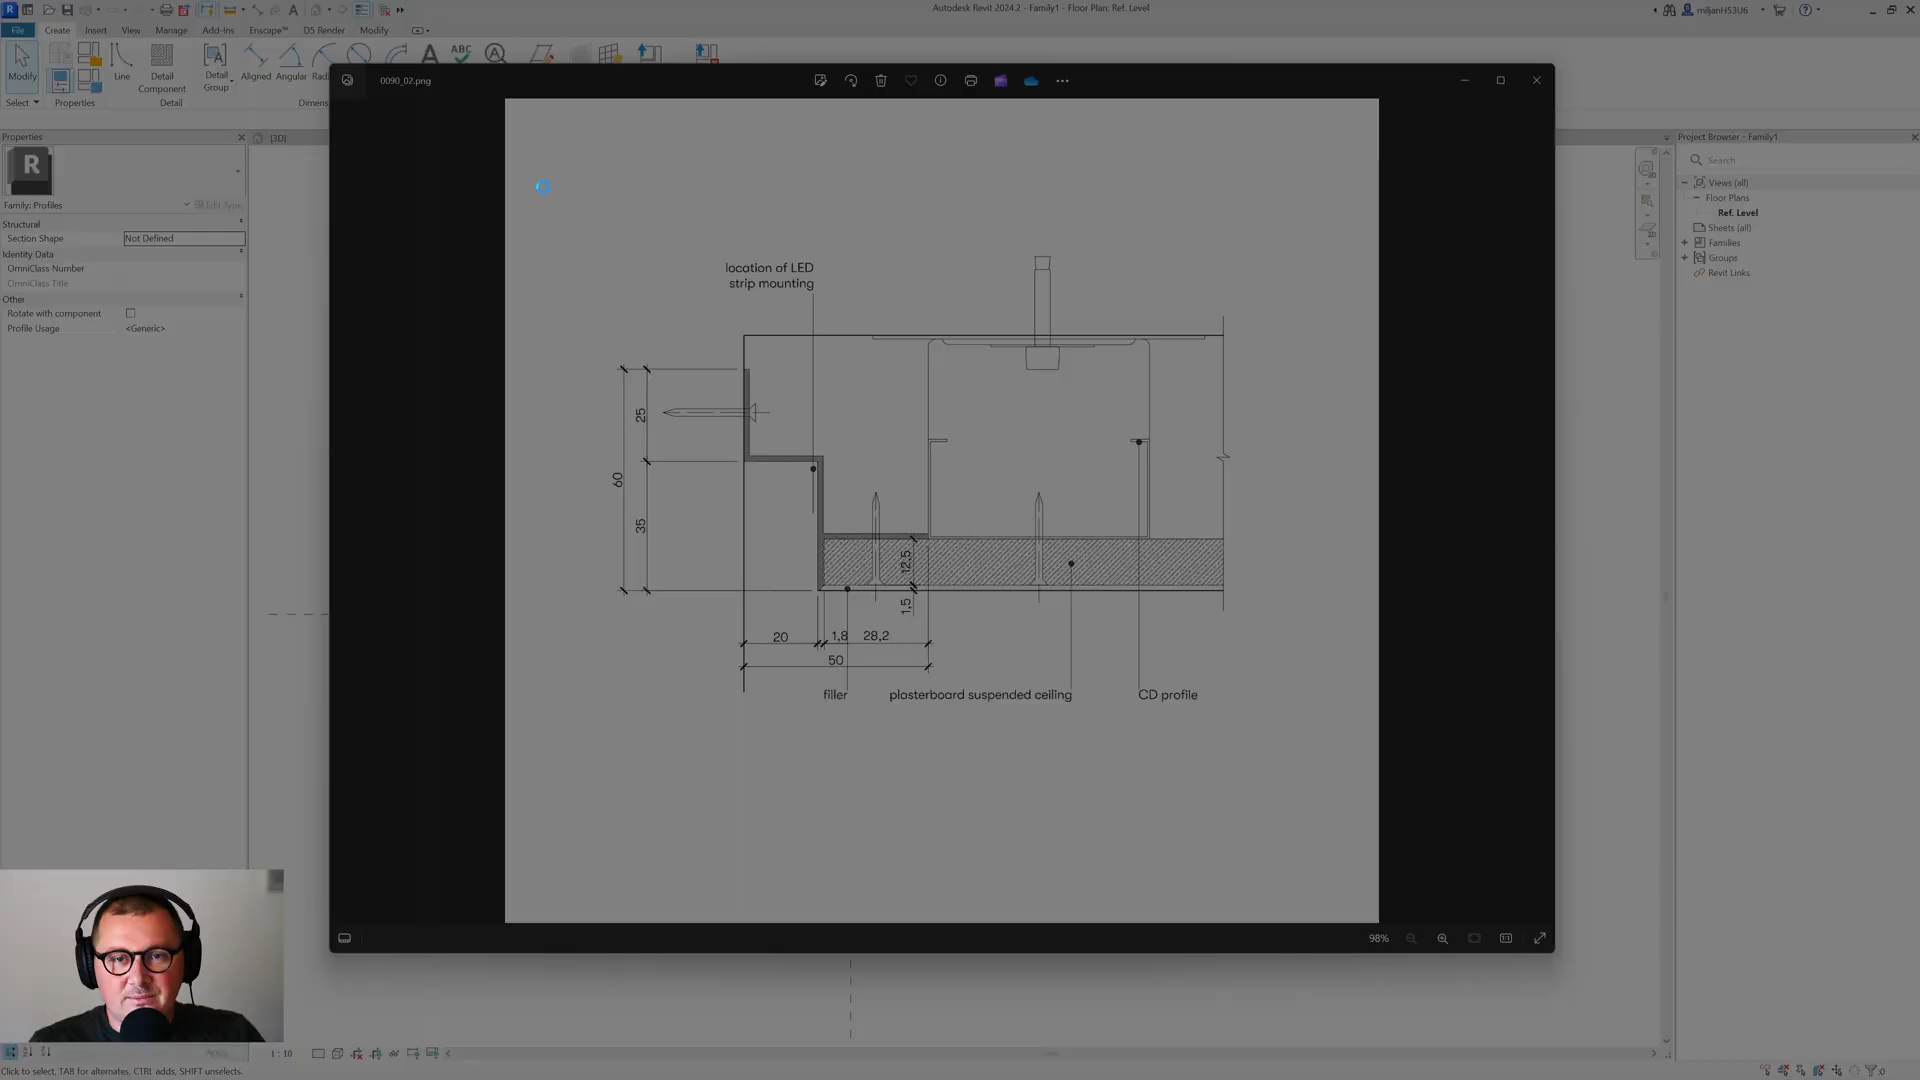 Autodesk Revit 2024.2 - Family1 - Floor Plan: Ref. Level
miljanH53U6
File Create Insert View Manage Add-Ins Enscape™ D5 Render Modify
Modify
Line
Detail Component
Detail Group
Aligned Angular
Select
Properties
Detail
0090_02.png
Properties
{3D}
Family: Profiles
Edit Type
Structural
Section Shape Not Defined
Identity Data
OmniClass Number
OmniClass Title
Other
Rotate with component
Profile Usage <Generic>
Project Browser - Family1
Search
Views (all)
Floor Plans
Ref. Level
Sheets (all)
Families
Groups
Revit Links
location of LED
strip mounting
25
60
35
12,5
1,5
20 1,8 28,2
50
filler plasterboard suspended ceiling CD profile
98%
1 : 10
Click to select, TAB for alternates, CTRL adds, SHIFT unselects.
:0